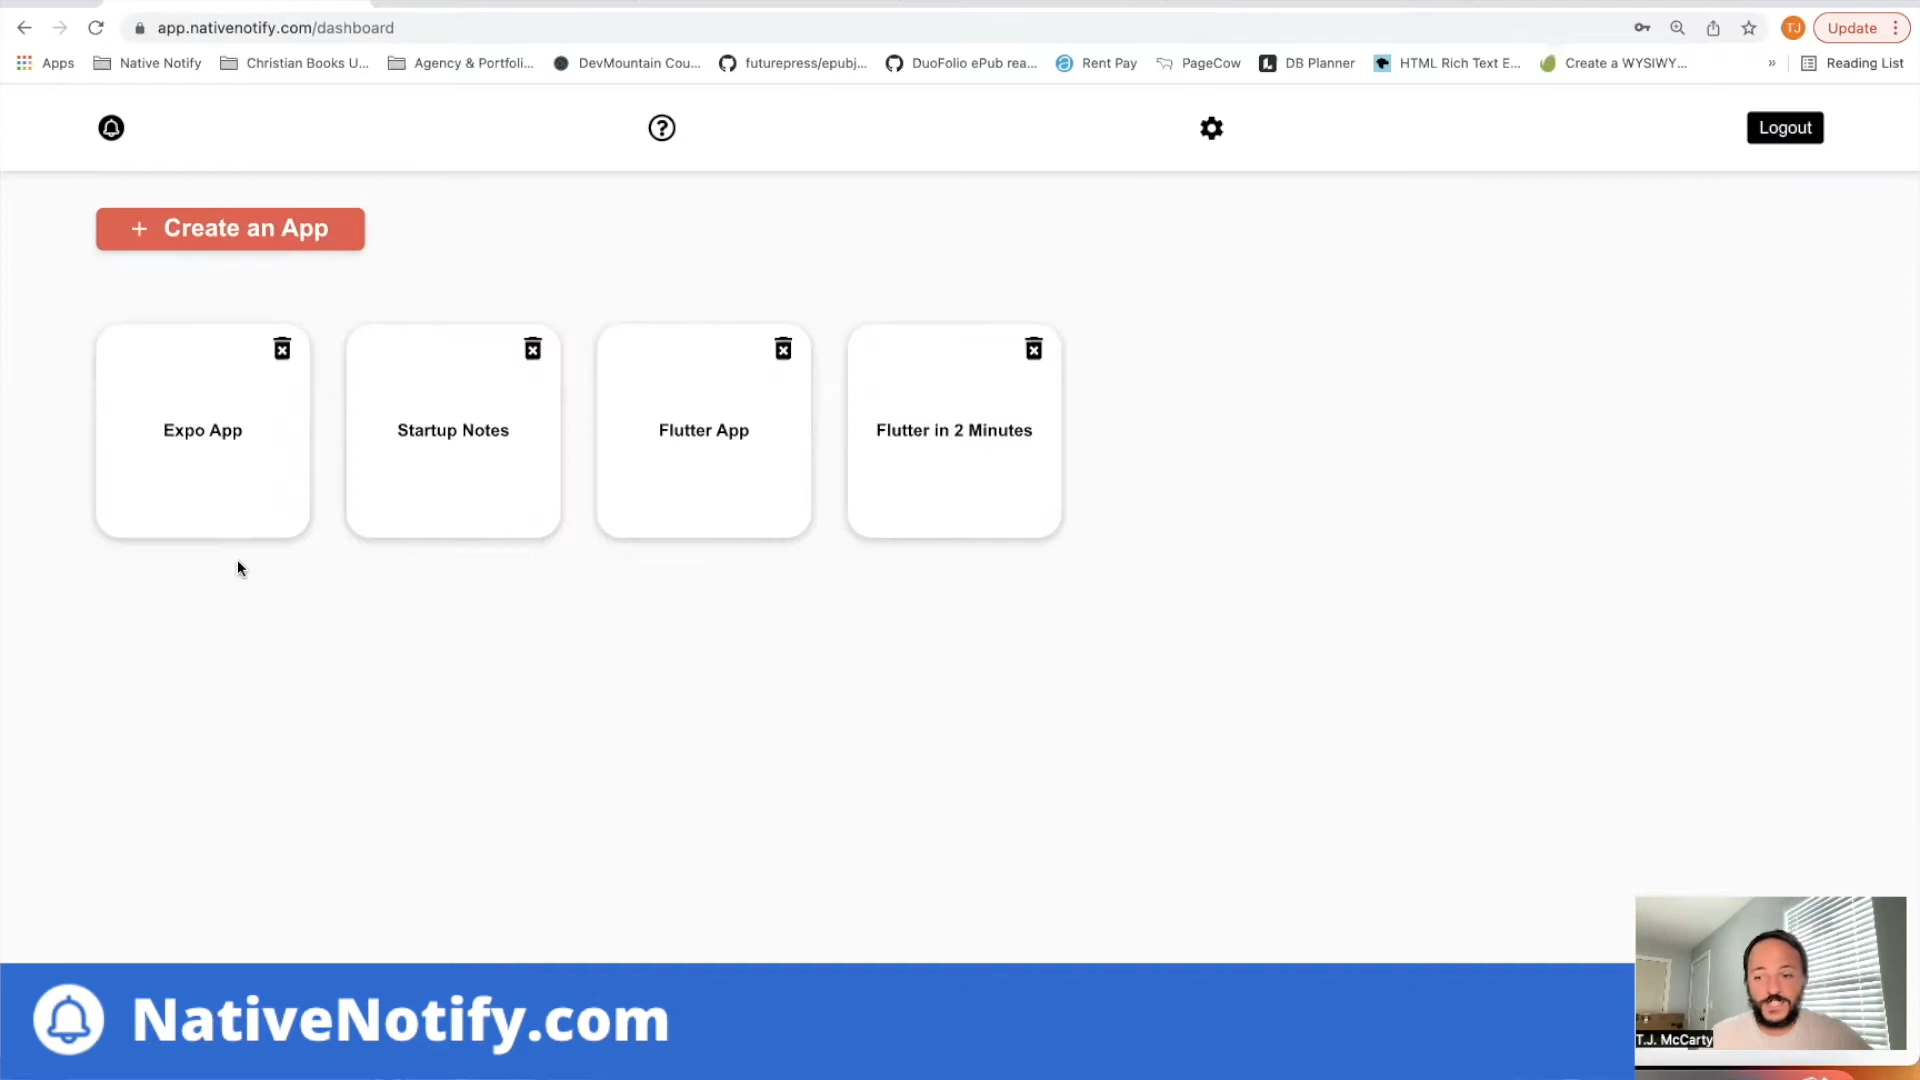 app.nativenotify.com/dashboard
TJ
Update
Apps
Native Notify
Christian Books U...
Agency & Portfoli...
DevMountain Cou...
futurepress/epubj...
DuoFolio ePub rea...
Rent Pay
PageCow
DB Planner
HTML Rich Text E...
Create a WYSIWY...
»
Reading List
Logout
+ Create an App
Expo App
Startup Notes
Flutter App
Flutter in 2 Minutes
NativeNotify.com
T.J. McCarty